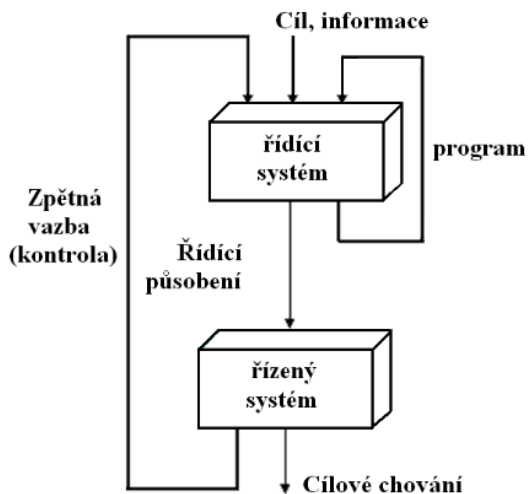 Cíl, informace
řídící
systém
program
Zpětná
vazba
(kontrola)
Řídící
působení
řízený
systém
Cílové chování